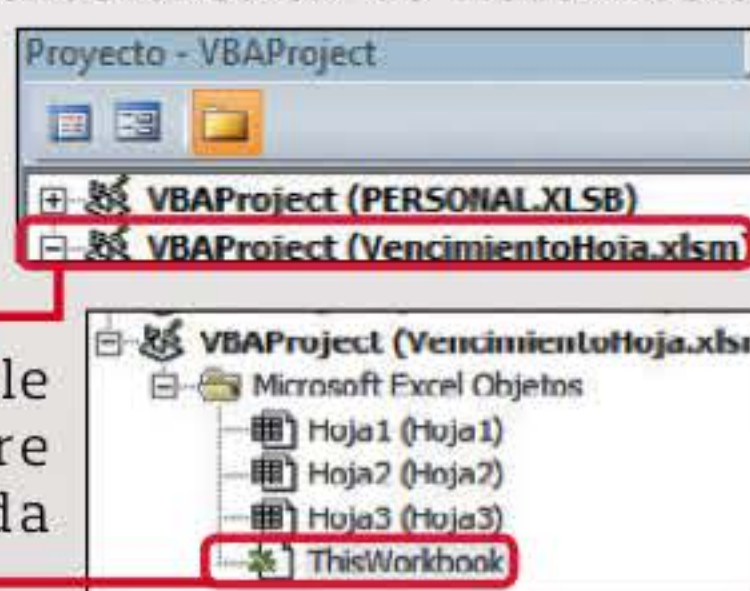 Proyecto - VBAProject
VBAProject (PERSONAL.XLSB)
VBAProject (VencimientoHoja.xlsm)
VBAProject (VencimientoHoja.xlsm
le
Microsoft Excel Objetos
re
Hoja1 (Hoja1)
Hoja2 (Hoja2)
da
Hoja3 (Hoja3)
ThisWorkbook